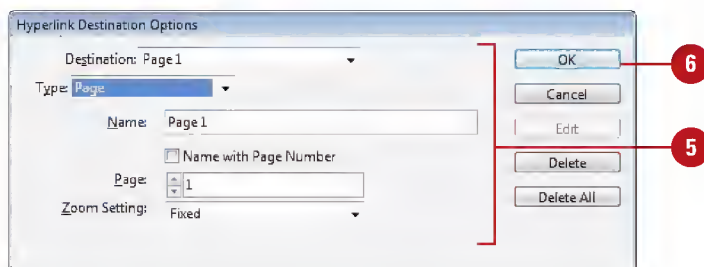 Hyperlink Destination Options
Destination: Page 1
Type: Page
Name: Page 1
Name with Page Number
Page: 1
Zoom Setting: Fixed
OK
Cancel
Edit
Delete
Delete All
6
5